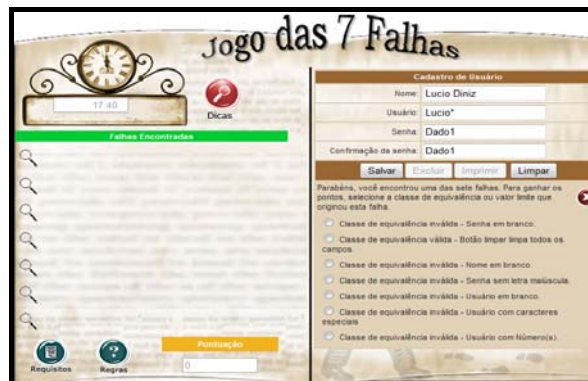 Jogo das 7 Falhas
17:40
Dicas
Falhas Encontradas
Requisitos
Regras
Pontuação
0
Cadastro de Usuário
Nome: Lucio Diniz
Usuário: Lucio*
Senha: Dado1
Confirmação da senha: Dado1
Salvar Excluir Imprimir Limpar
Parabéns, você encontrou uma das sete falhas. Para ganhar os
pontos, selecione a classe de equivalência ou valor limite que
originou esta falha.
Classe de equivalência inválida - Senha em branco.
Classe de equivalência válida - Botão limpar limpa todos os
campos.
Classe de equivalência inválida - Nome em branco.
Classe de equivalência inválida - Senha sem letra maiúscula.
Classe de equivalência inválida - Usuário em branco.
Classe de equivalência inválida - Usuário com caracteres
especiais
Classe de equivalência inválida - Usuário com Número(s).